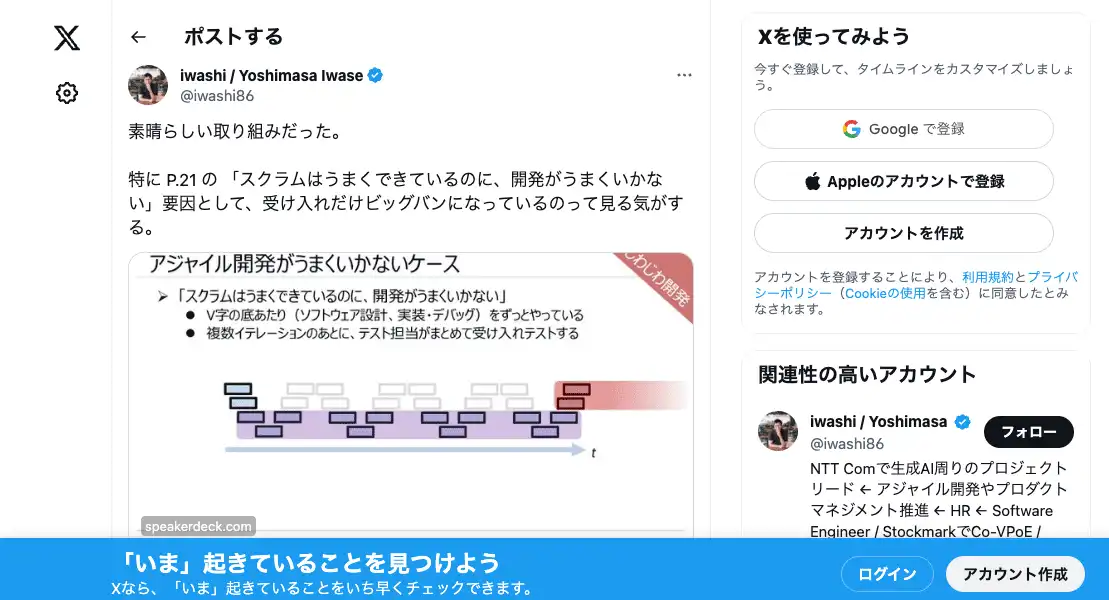 ポストする
iwashi / Yoshimasa Iwase
@iwashi86
素晴らしい取り組みだった。
特に P.21 の 「スクラムはうまくできているのに、開発がうまくいかな
い」要因として、受け入れだけビッグバンになっているのって見る気がす
る。
アジャイル開発がうまくいかないケース
じわじわ開発
➢ 「スクラムはうまくできているのに、開発がうまくいかない」
● V字の底あたり（ソフトウェア設計、実装・デバッグ）をずっとやっている
● 複数イテレーションのあとに、テスト担当がまとめて受け入れテストする
t
speakerdeck.com
Xを使ってみよう
今すぐ登録して、タイムラインをカスタマイズしましょ
う。
Google で登録
Appleのアカウントで登録
アカウントを作成
アカウントを登録することにより、利用規約とプライバ
シーポリシー（Cookieの使用を含む）に同意したとみ
なされます。
関連性の高いアカウント
iwashi / Yoshimasa
@iwashi86
フォロー
NTT Comで生成AI周りのプロジェクト
リード ← アジャイル開発やプロダクト
マネジメント推進 ← HR ← Software
Engineer / StockmarkでCo-VPoE /
「いま」起きていることを見つけよう
Xなら、「いま」起きていることをいち早くチェックできます。
ログイン
アカウント作成